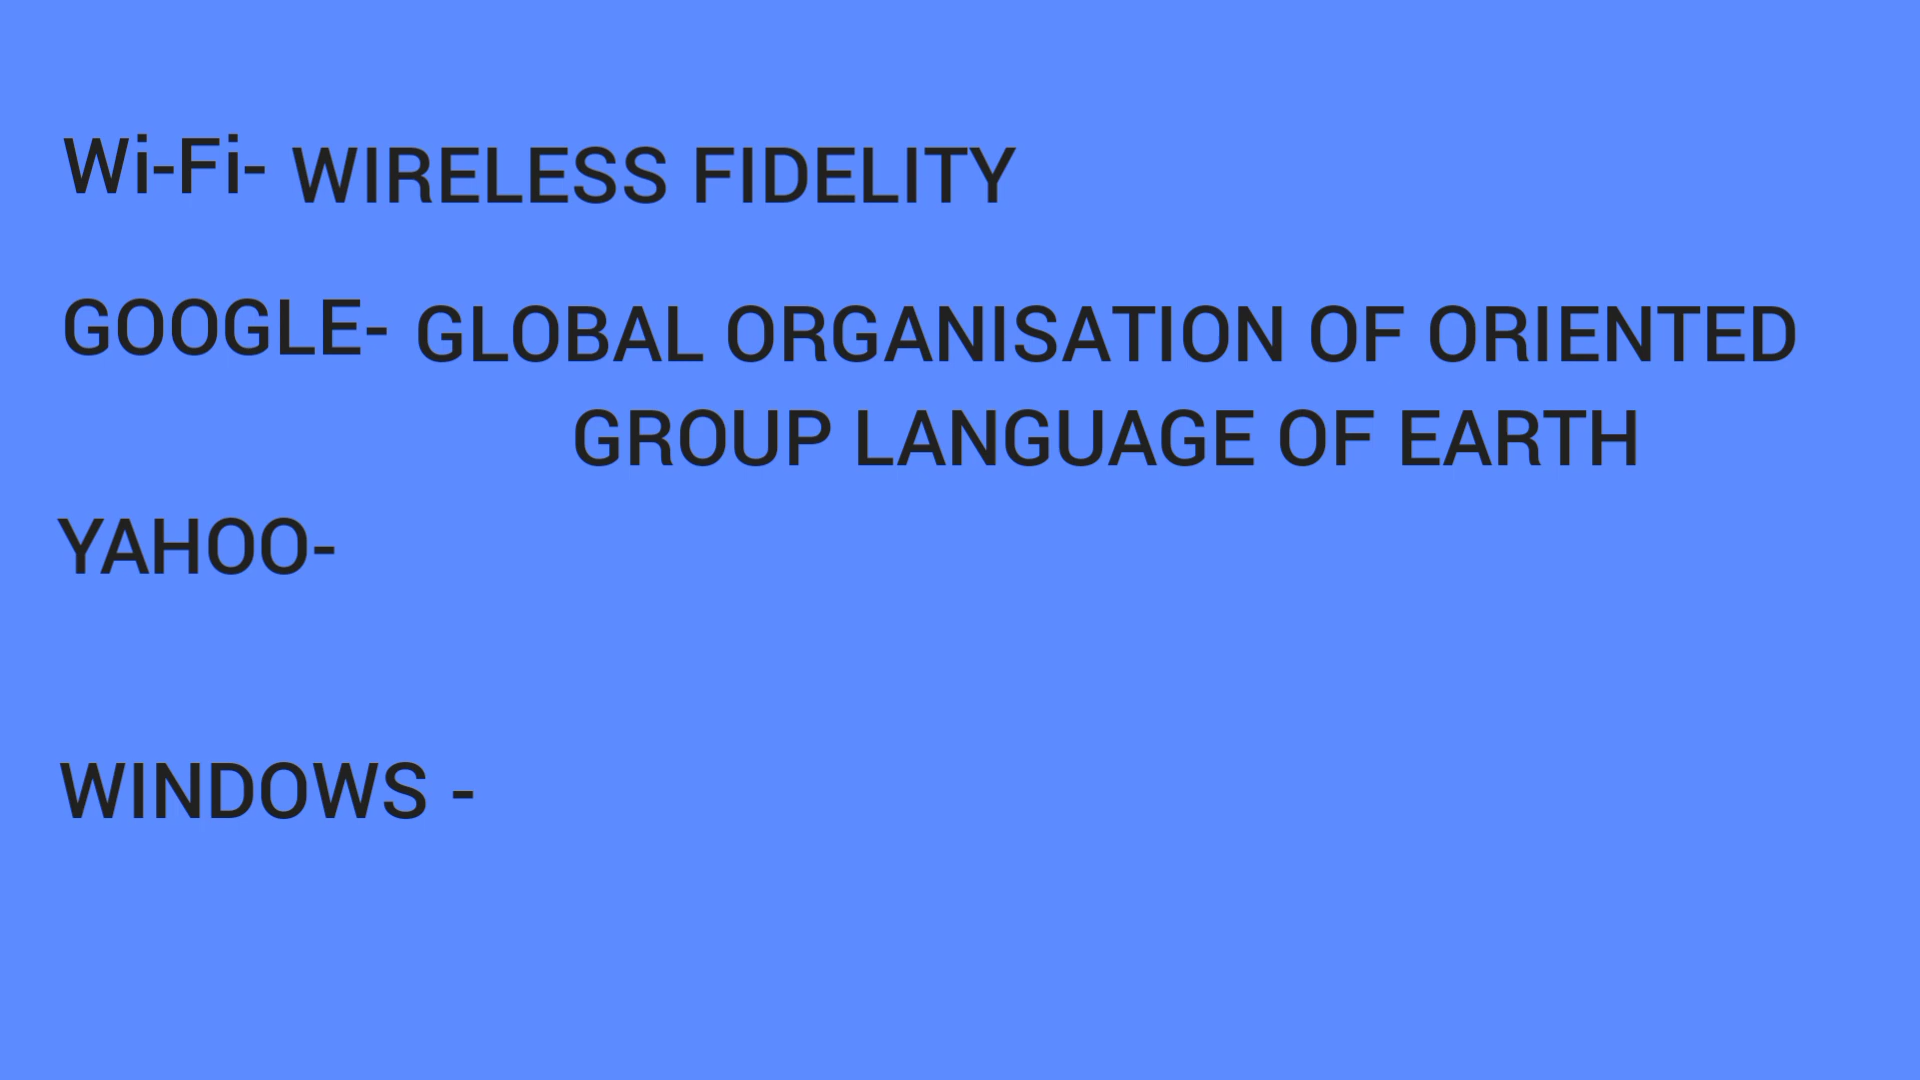 Wi-Fi- WIRELESS FIDELITY
GOOGLE- GLOBAL ORGANISATION OF ORIENTED
GROUP LANGUAGE OF EARTH
YAHOO-
WINDOWS -